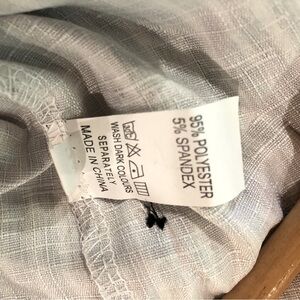 95% POLYESTER
5% SPANDEX
WASH DARK COLOURS
SEPARATELY
MADE IN CHINA